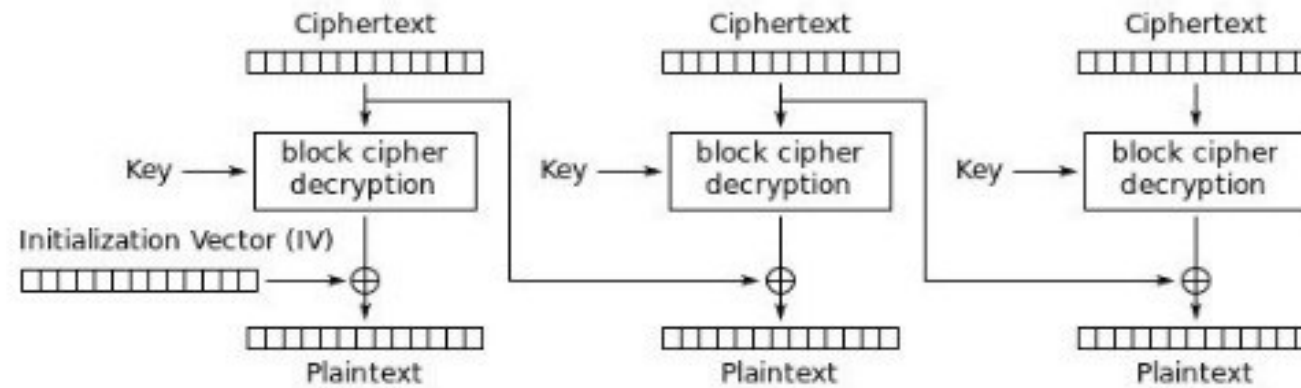 Ciphertext
Ciphertext
Ciphertext
Key
block cipher
decryption
Key
block cipher
decryption
Key
block cipher
decryption
Initialization Vector (IV)
Plaintext
Plaintext
Plaintext